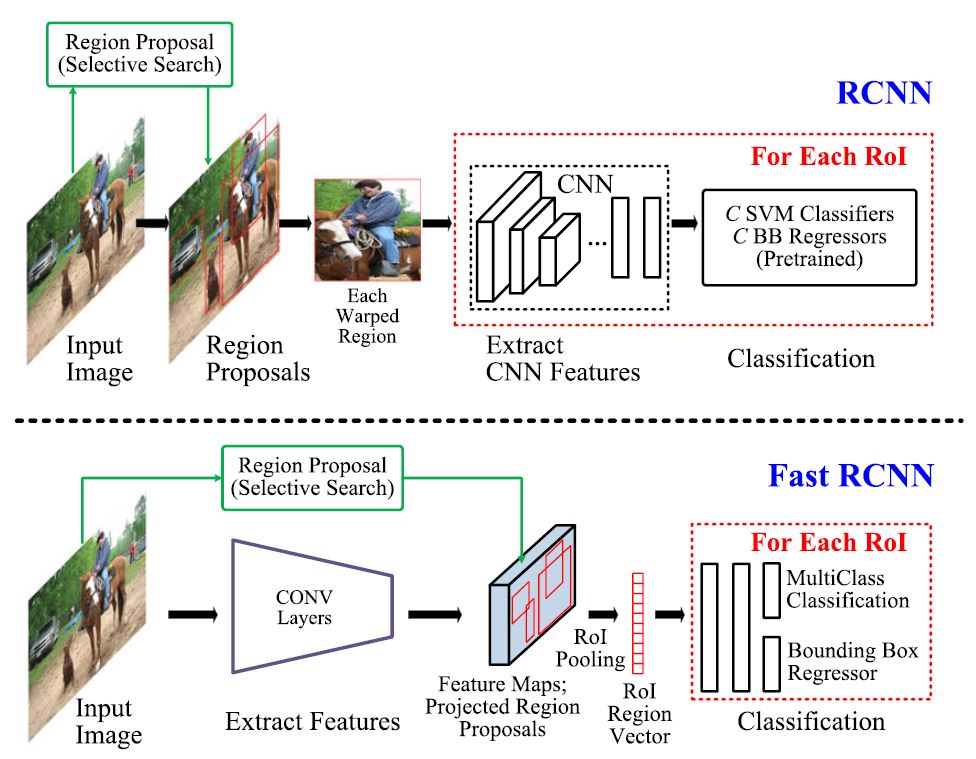 Region Proposal
(Selective Search)
RCNN
For Each RoI
CNN
...
C SVM Classifiers
C BB Regressors
(Pretrained)
Each
Warped
Region
Input
Image
Region
Proposals
Extract
CNN Features
Classification
Region Proposal
(Selective Search)
Fast RCNN
For Each RoI
CONV
Layers
MultiClass
Classification
RoI
Pooling
Bounding Box
Regressor
Feature Maps;
Projected Region
Proposals
RoI
Region
Vector
Input
Image
Extract Features
Classification